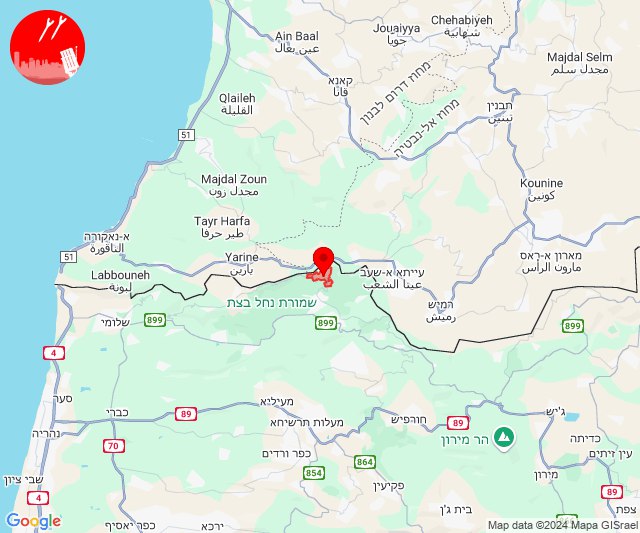 Ain Baal
عين بعال
Jouaiyya
جويا
Chehabiyeh
شهابية
Majdal Selm
مجدل سلم
קאנא
قانا
מחוז דרום לבנון
Qlaileh
القليلة
מחוז אל-נבטיה
תבנין
تبنين
51
Majdal Zoun
مجدل زون
Kounine
كونين
Tayr Harfa
طير حرفا
א-נאקורה
الناقورة
51
Yarine
يارين
מארון א-ראס
مارون الرأس
Labbouneh
لبونة
עייתא א-שעב
عيتا الشعب
רמיש
رميش
שמורת נחל בצת
שלומי
899
899
899
4
סער
מעיליא
כברי
89
מעלות תרשיחא
חורפיש
89
ג'יש
נהריה
70
הר מירון
כדיתה
כפר ורדים
עין זיתים
שבי ציון
854
864
מירון
פקיעין
89
צפת
4
בית ג'ן
Google
כפר יאסיף
ירכא
Map data ©2024 Mapa GISrael